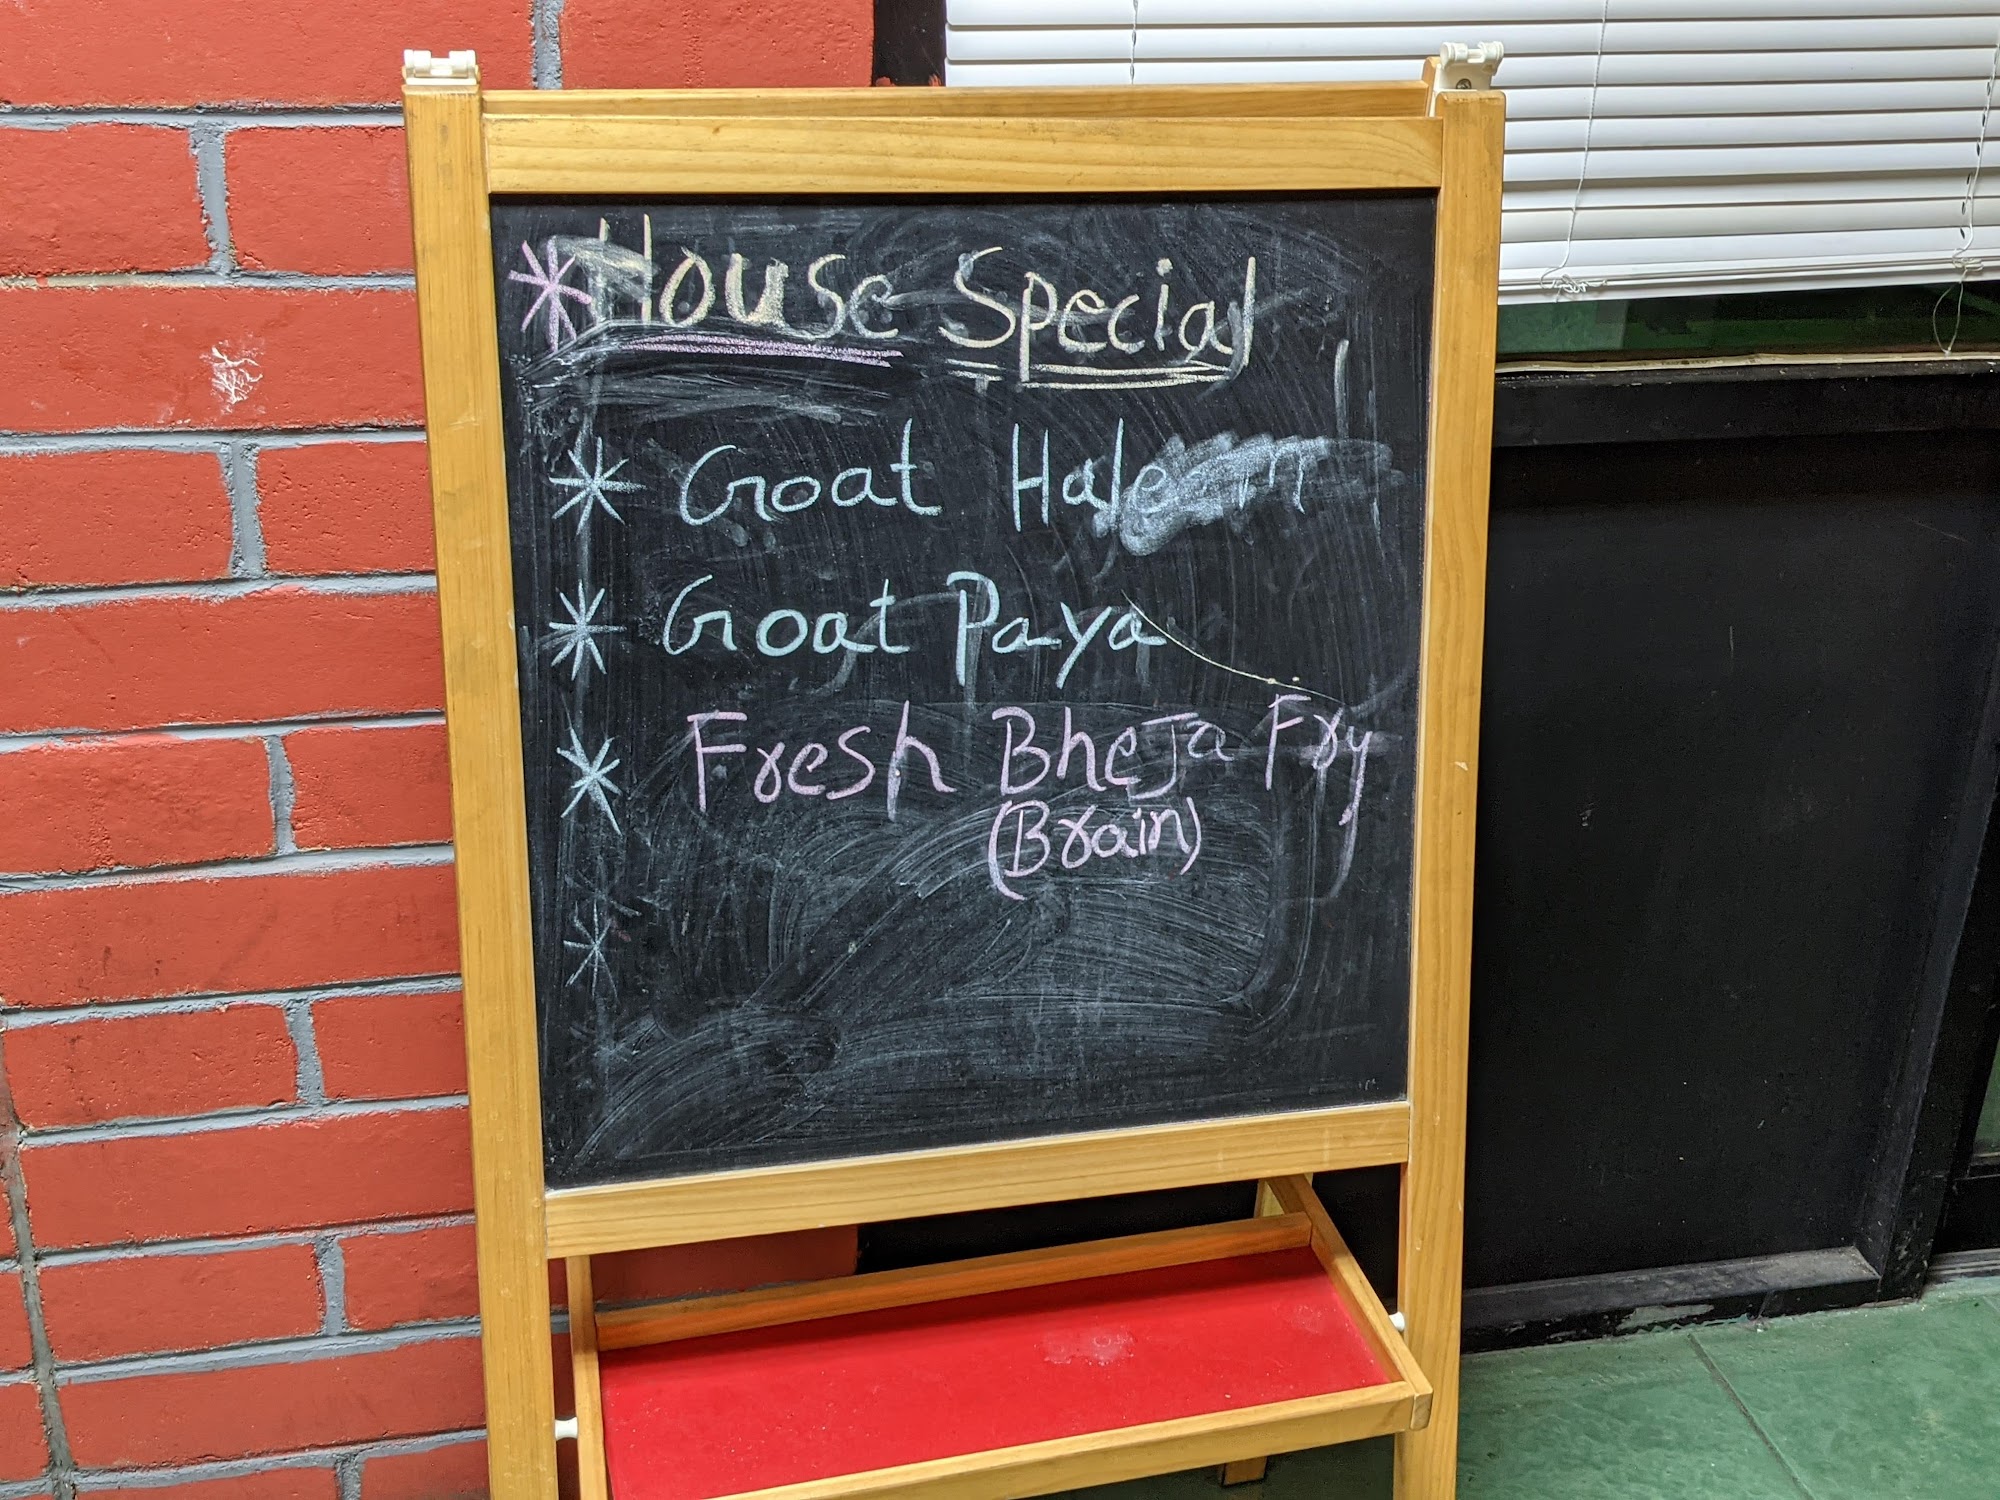 * House Special
* Goat Haleem
* Goat Paya
* Fresh Bheja Fry
(Brain)
*